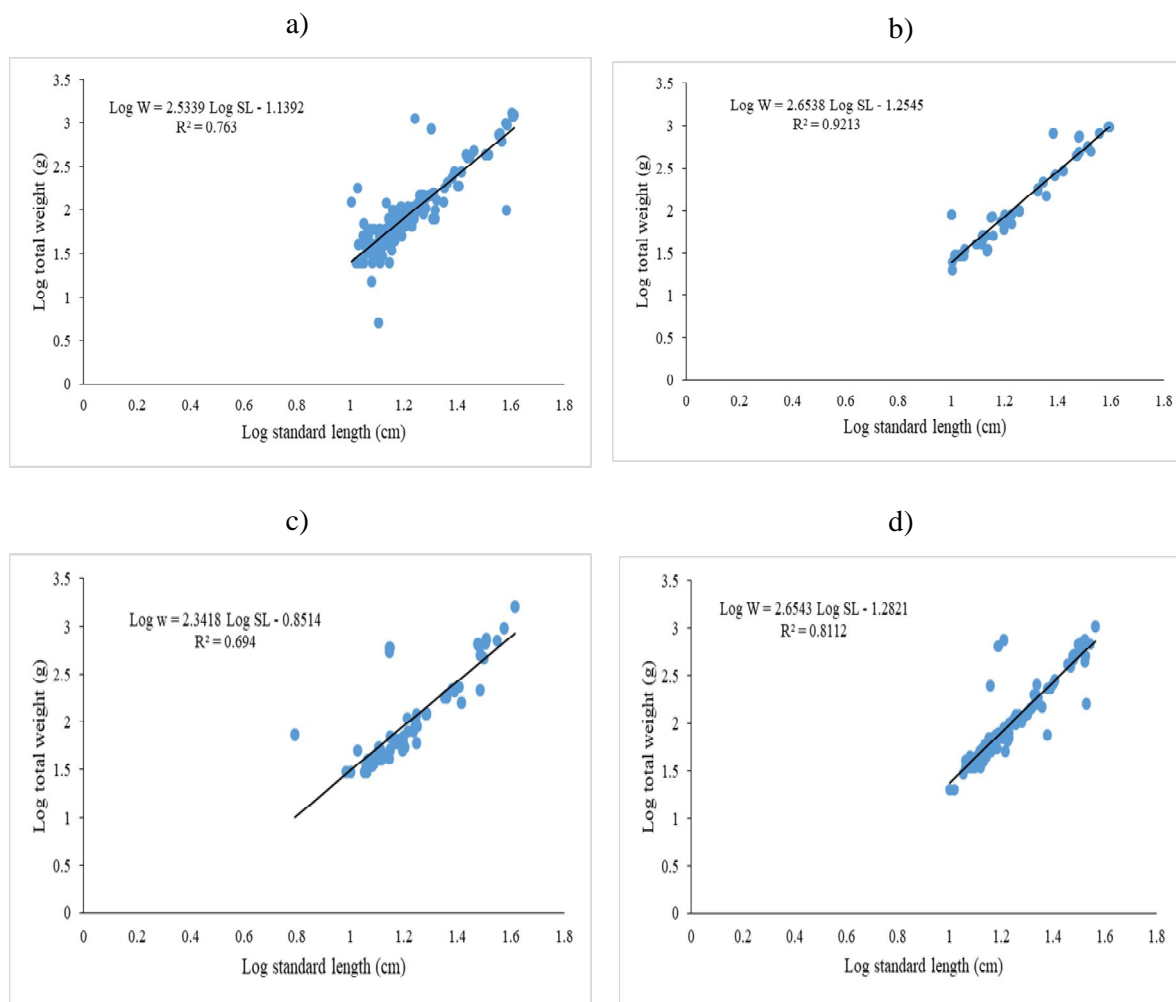 a)
3.5
3
2.5
2
1.5
1
0.5
0
Log total weight (g)
Log W = 2.5339 Log SL - 1.1392
R² = 0.763
0 0.2 0.4 0.6 0.8 1 1.2 1.4 1.6 1.8
Log standard length (cm)
b)
3.5
3
2.5
2
1.5
1
0.5
0
Log total weight (g)
Log W = 2.6538 Log SL - 1.2545
R² = 0.9213
0 0.2 0.4 0.6 0.8 1 1.2 1.4 1.6 1.8
Log standard length (cm)
c)
3.5
3
2.5
2
1.5
1
0.5
0
Log total weight (g)
Log w = 2.3418 Log SL - 0.8514
R² = 0.694
0 0.2 0.4 0.6 0.8 1 1.2 1.4 1.6 1.8
Log standard length (cm)
d)
3.5
3
2.5
2
1.5
1
0.5
0
Log total weight (g)
Log W = 2.6543 Log SL - 1.2821
R² = 0.8112
0 0.2 0.4 0.6 0.8 1 1.2 1.4 1.6 1.8
Log standard length (cm)